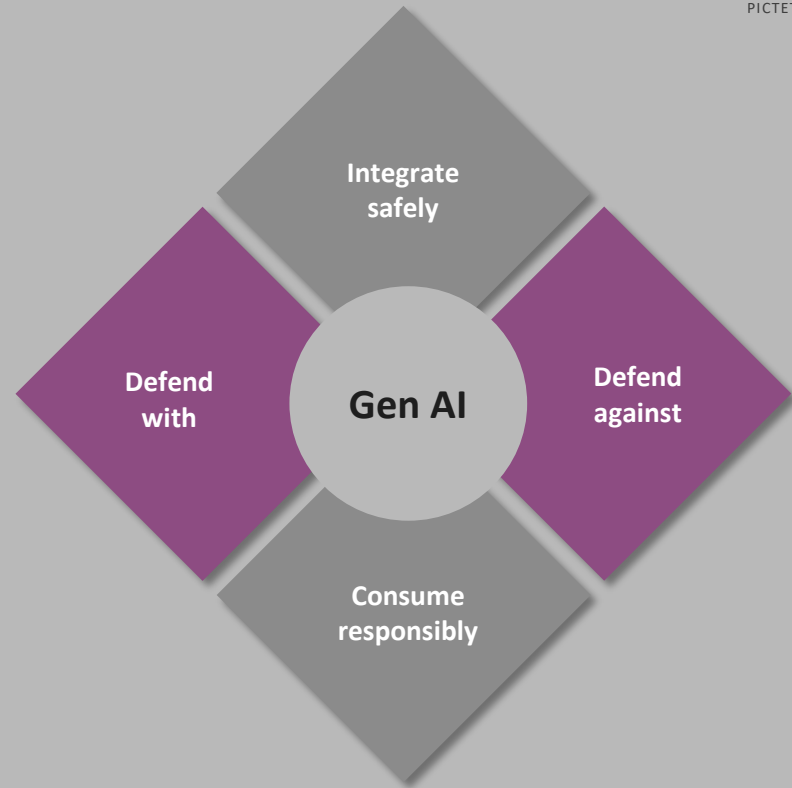 PICTET
Integrate
safely
Defend
with
Gen AI
Defend
against
Consume
responsibly